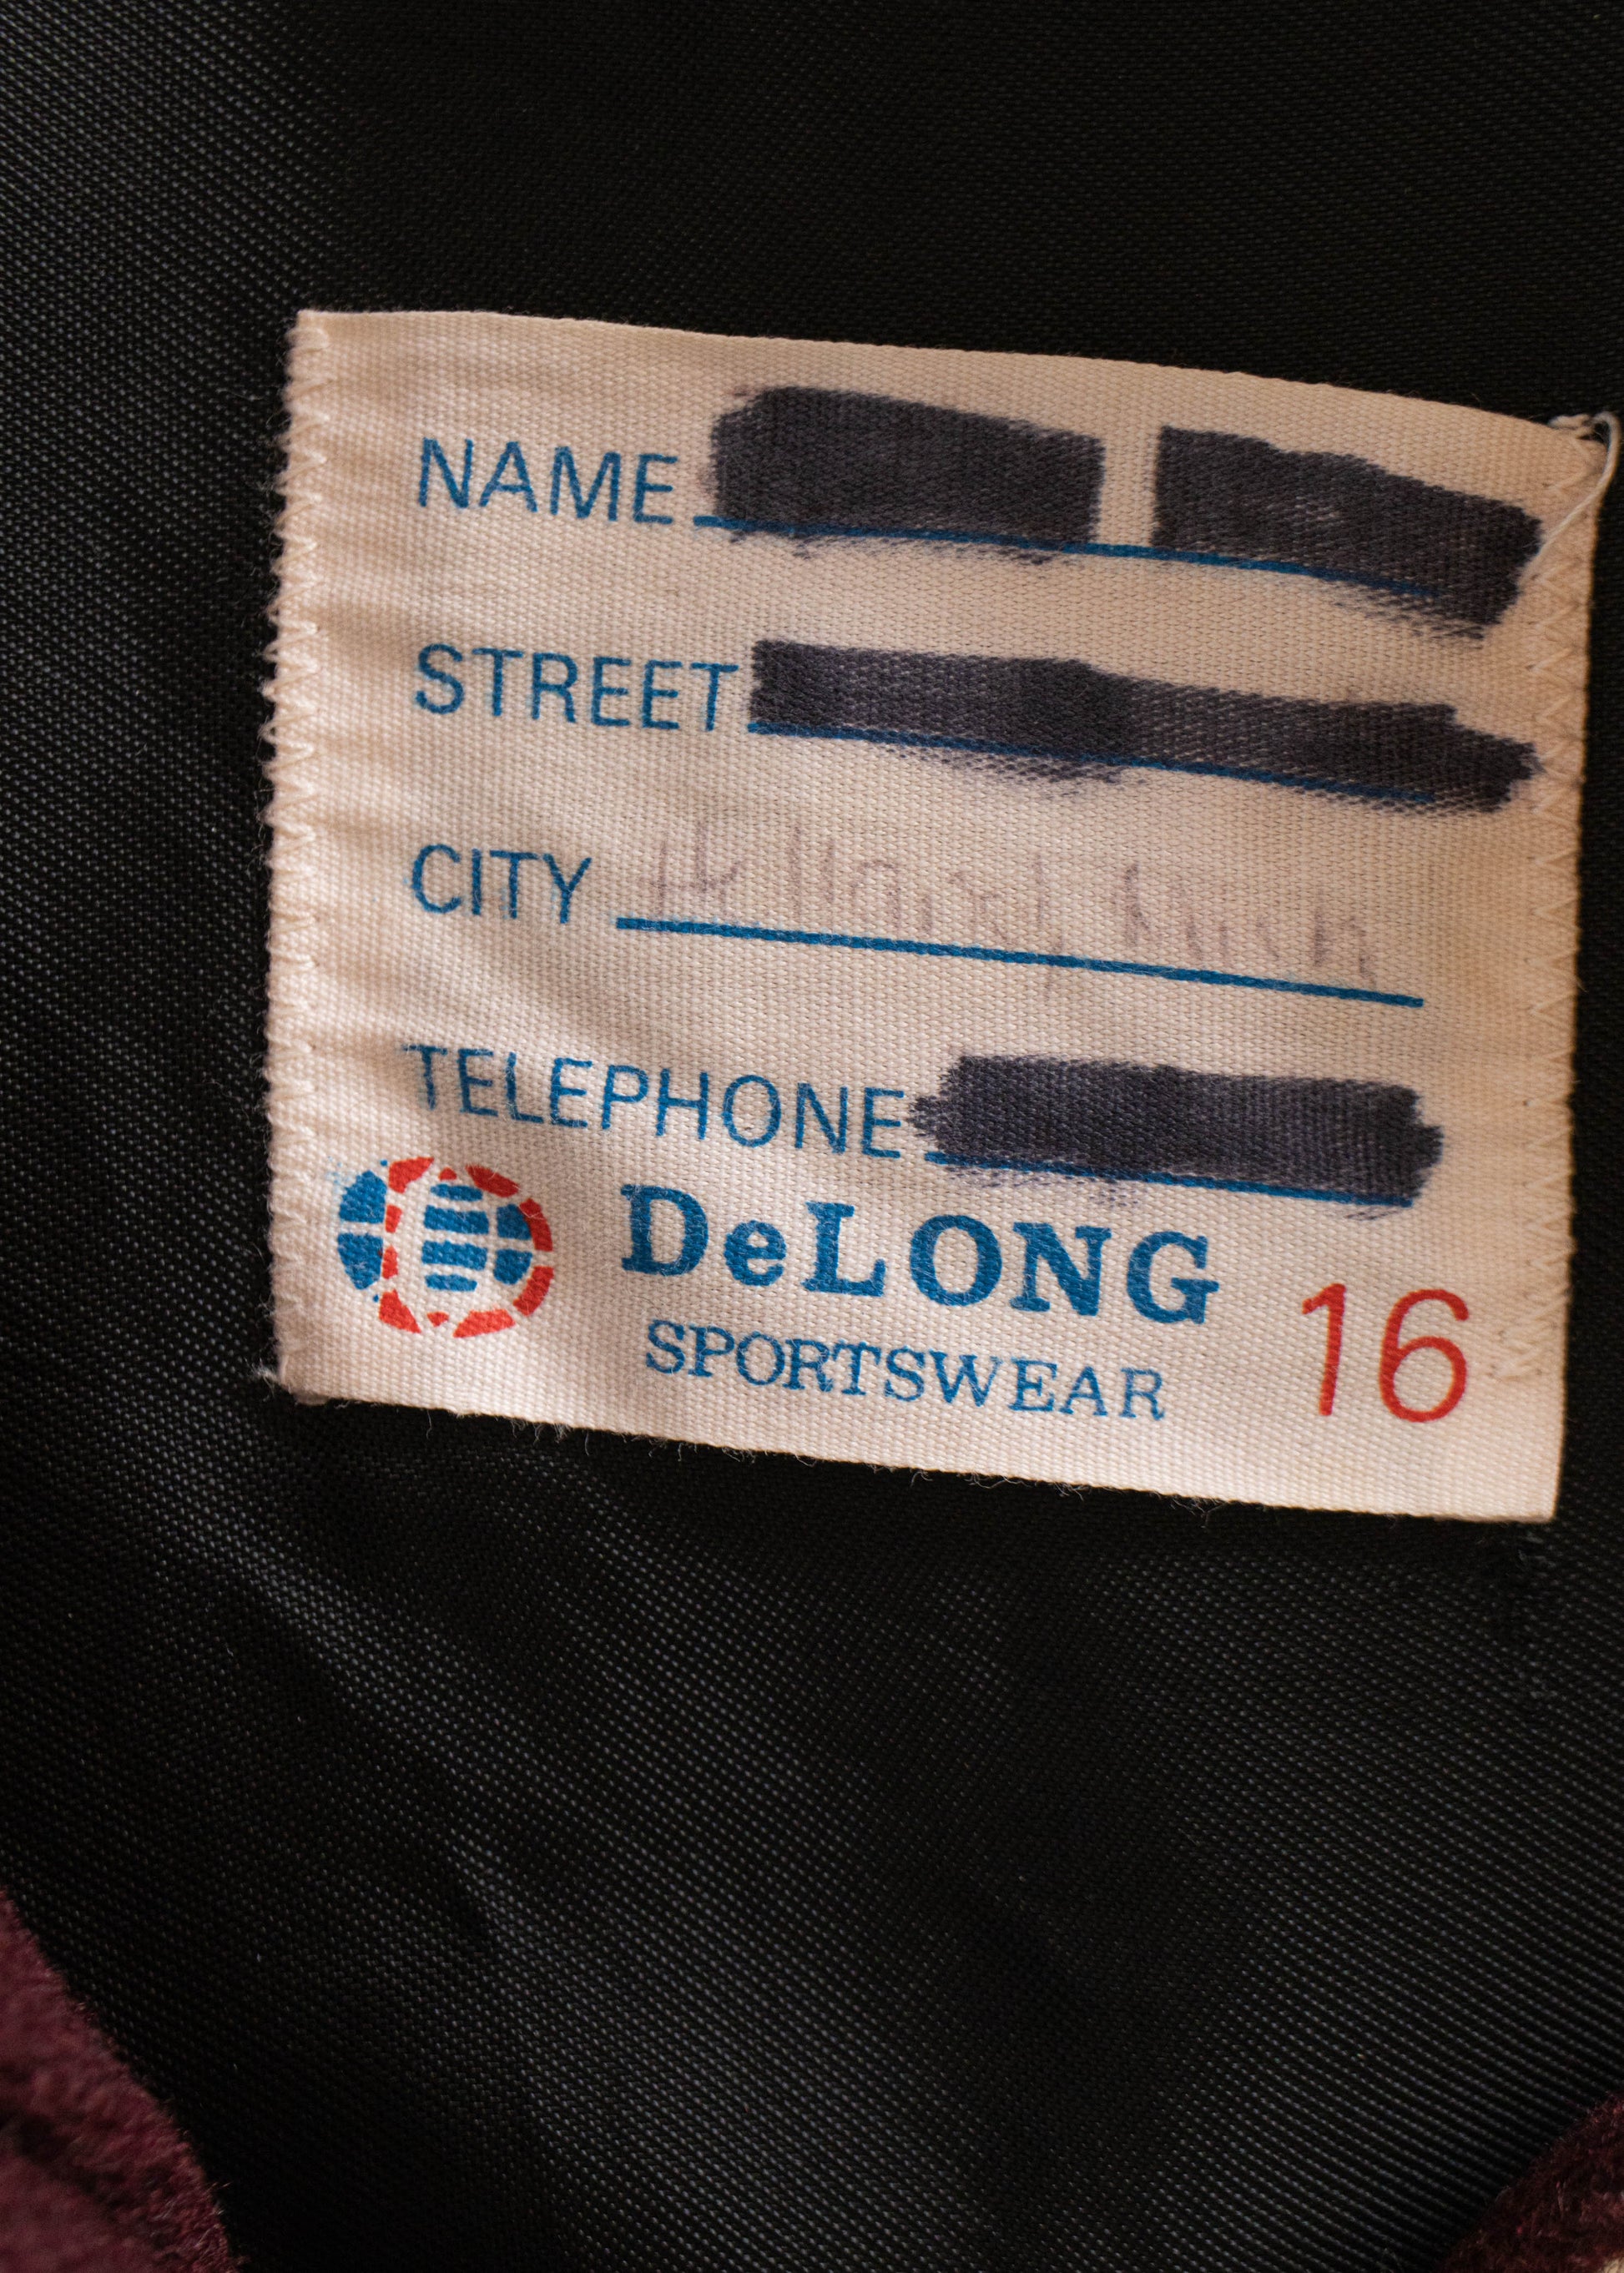 NAME
STREET
CITY Holland, Mich
TELEPHONE
DeLONG
SPORTSWEAR 16